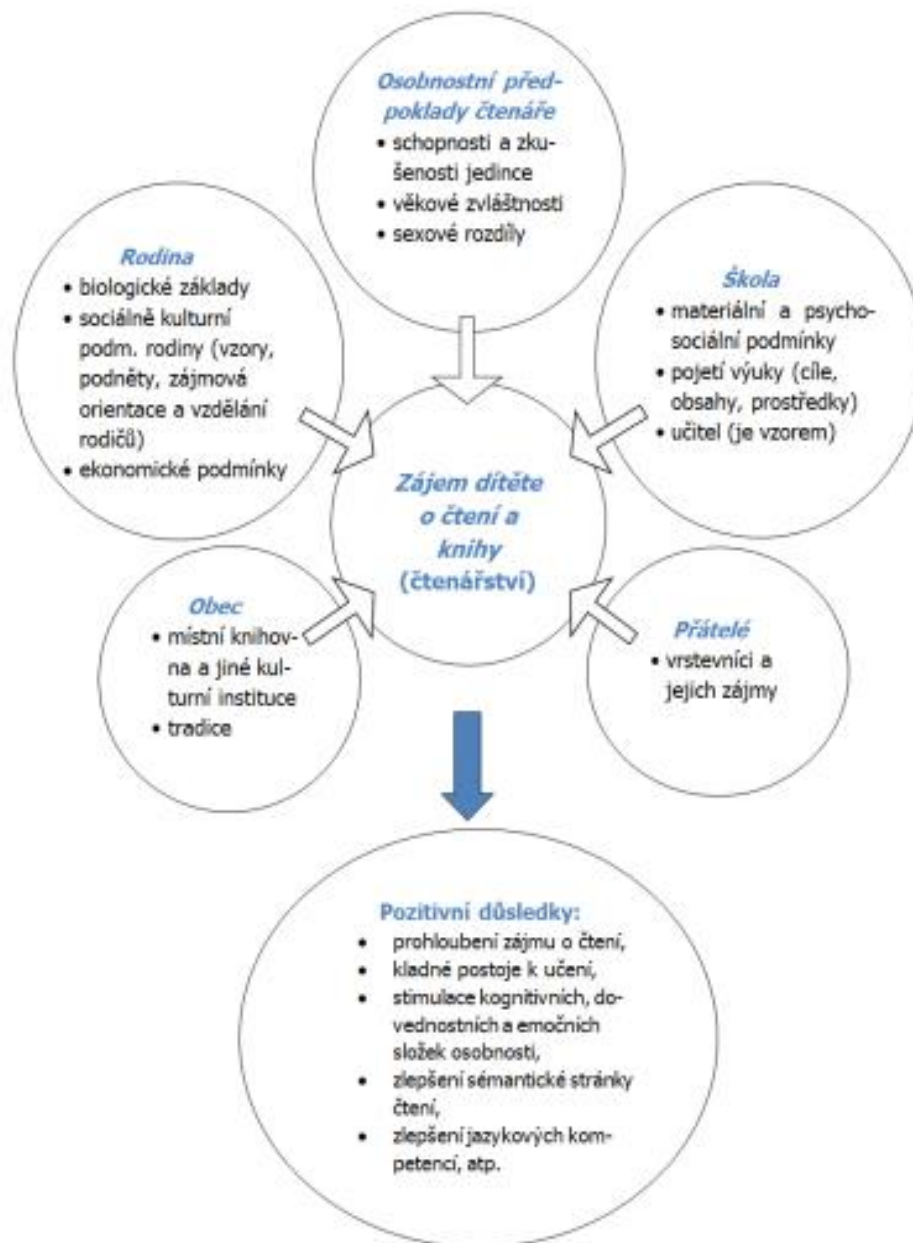 Osobnostní před-
poklady čtenáře
• schopnosti a zku-
šenosti jedince
• věkové zvláštnosti
• sexové rozdíly
Rodina
• biologické základy
• sociálně kulturní
podm. rodiny (vzory,
podněty, zájmová
orientace a vzdělání
rodičů)
• ekonomické podmínky
Škola
• materiální a psycho-
sociální podmínky
• pojetí výuky (cíle,
obsahy, prostředky)
• učitel (je vzorem)
Zájem dítěte
o čtení a
knihy
(čtenářství)
Obec
• místní knihov-
na a jiné kul-
turní instituce
• tradice
Přátelé
• vrstevníci a
jejich zájmy
Pozitivní důsledky:
• prohloubení zájmu o čtení,
• kladné postoje k učení,
• stimulace kognitivních, do-
vednostních a emočních
složek osobnosti,
• zlepšení sémantické stránky
čtení,
• zlepšení jazykových kom-
petencí, atp.